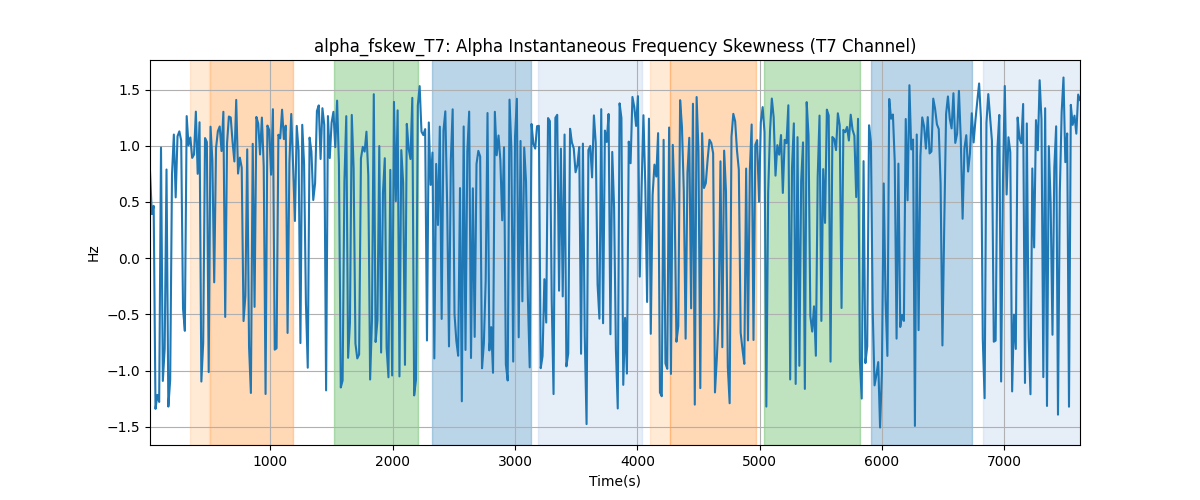 alpha_fskew_T7: Alpha Instantaneous Frequency Skewness (T7 Channel)
1.5
1.0
0.5
0.0
−0.5
−1.0
−1.5
Hz
1000 2000 3000 4000 5000 6000 7000
Time(s)